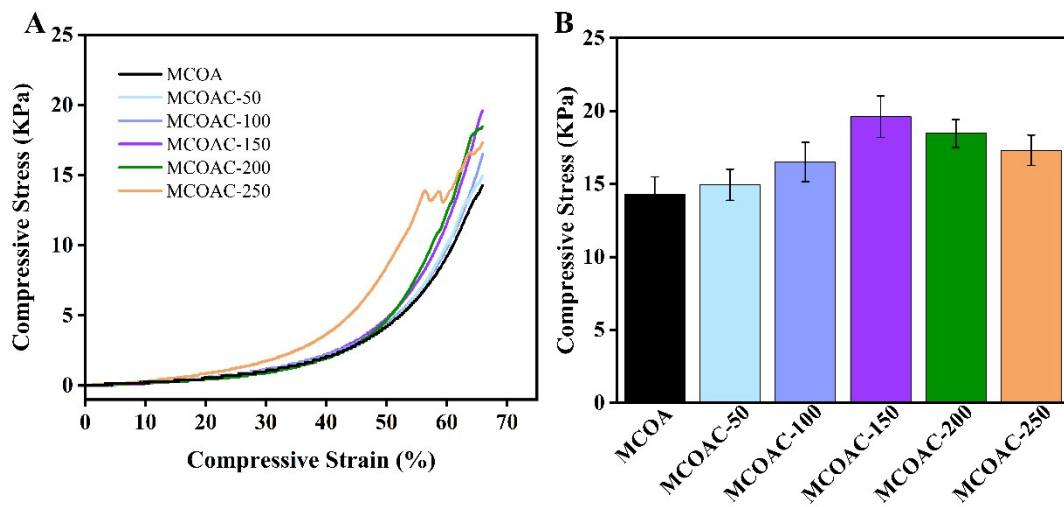 A
Compressive Stress (KPa)
25
20
15
10
5
0
MCOA
MCOAC-50
MCOAC-100
MCOAC-150
MCOAC-200
MCOAC-250
0 10 20 30 40 50 60 70
Compressive Strain (%)
B
Compressive Stress (KPa)
25
20
15
10
5
0
MCOA
MCOAC-50
MCOAC-100
MCOAC-150
MCOAC-200
MCOAC-250